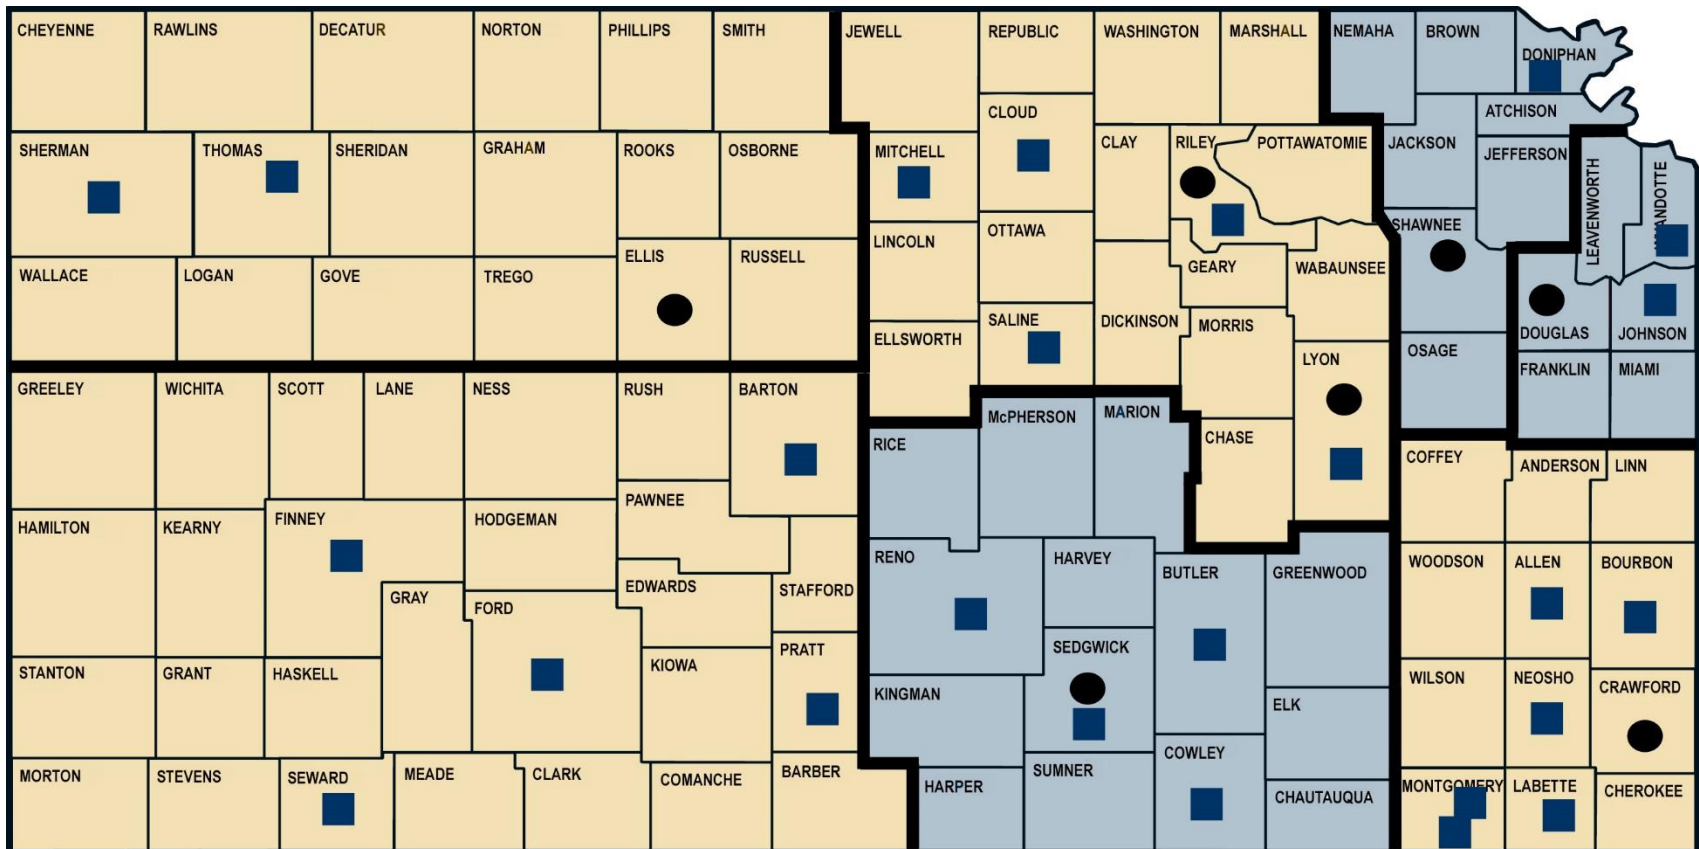 CHEYENNE
RAWLINS
DECATUR
NORTON
PHILLIPS
SMITH
JEWELL
REPUBLIC
WASHINGTON
MARSHALL
NEMAHA
BROWN
DONIPHAN
ATCHISON
SHERMAN
THOMAS
SHERIDAN
GRAHAM
ROOKS
OSBORNE
MITCHELL
CLOUD
CLAY
RILEY
POTTAWATOMIE
JACKSON
JEFFERSON
LEAVENWORTH
WYANDOTTE
WALLACE
LOGAN
GOVE
TREGO
ELLIS
RUSSELL
LINCOLN
OTTAWA
GEARY
WABAUNSEE
SHAWNEE
ELLSWORTH
SALINE
DICKINSON
MORRIS
LYON
OSAGE
DOUGLAS
JOHNSON
FRANKLIN
MIAMI
GREELEY
WICHITA
SCOTT
LANE
NESS
RUSH
BARTON
RICE
McPHERSON
MARION
CHASE
COFFEY
ANDERSON
LINN
HAMILTON
KEARNY
FINNEY
HODGEMAN
PAWNEE
EDWARDS
STAFFORD
RENO
HARVEY
BUTLER
GREENWOOD
WOODSON
ALLEN
BOURBON
GRAY
FORD
STANTON
GRANT
HASKELL
KIOWA
PRATT
KINGMAN
SEDGWICK
ELK
WILSON
NEOSHO
CRAWFORD
MORTON
STEVENS
SEWARD
MEADE
CLARK
COMANCHE
BARBER
HARPER
SUMNER
COWLEY
CHAUTAUQUA
MONTGOMERY
LABETTE
CHEROKEE